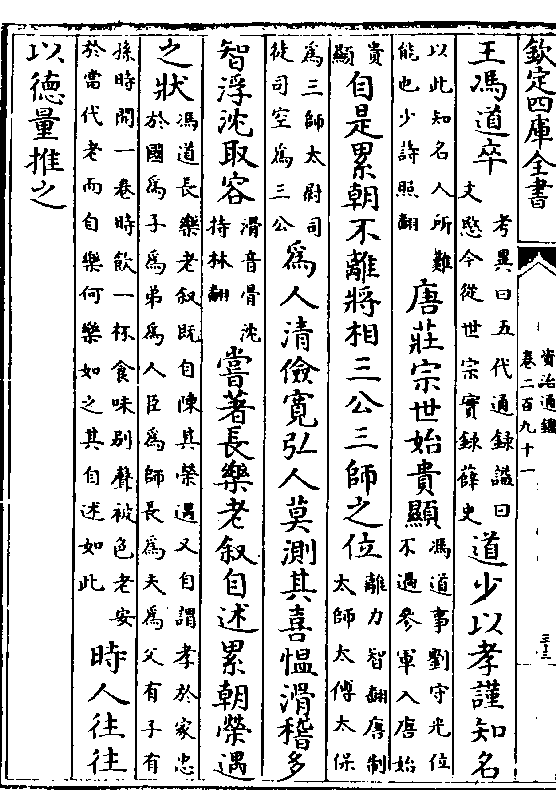 欽定四庫全書
資治通鑑
卷二百九十一
三十三
王馮道卒考異曰五代通録諡曰文愍今從世宗實録薛史道少以孝謹知名
以此知名人所難能也少詩照翻唐莊宗世始貴顯馮道事劉守光位不過參軍入唐始
貴顯自是累朝不離將相三公三師之位離力智翻唐制太師太傅太保
為三師太尉司徒司空為三公為人清儉寛弘人莫測其喜愠滑稽多
智浮沈取容滑音骨沈持林翻嘗著長樂老叙自述累朝榮遇
之狀馮道長樂老叙既自陳其榮遇又自謂孝於家忠於國為子為弟為人臣為師長為夫為父有子有
孫時開一卷時飲一杯食味别聲被色老安於當代老而自樂何樂如之其自述如此時人往往
以德量推之